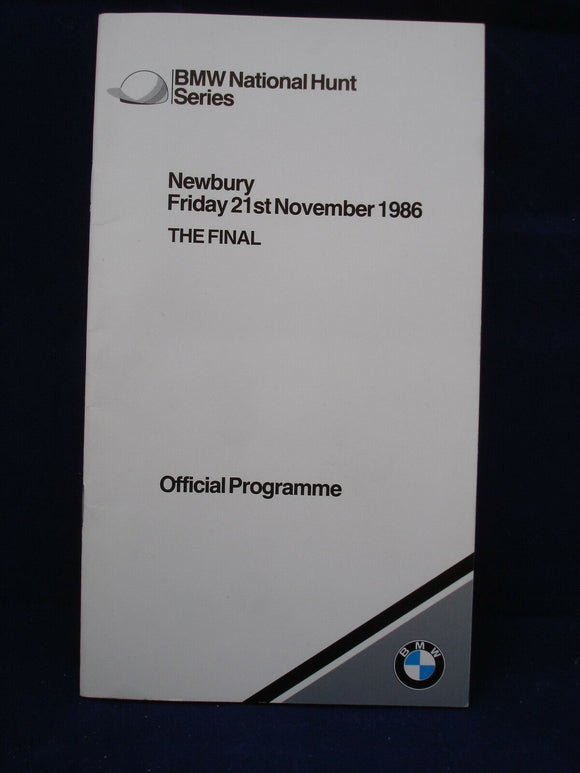 BMW National Hunt
Series
Newbury
Friday 21st November 1986
THE FINAL
Official Programme
BMW